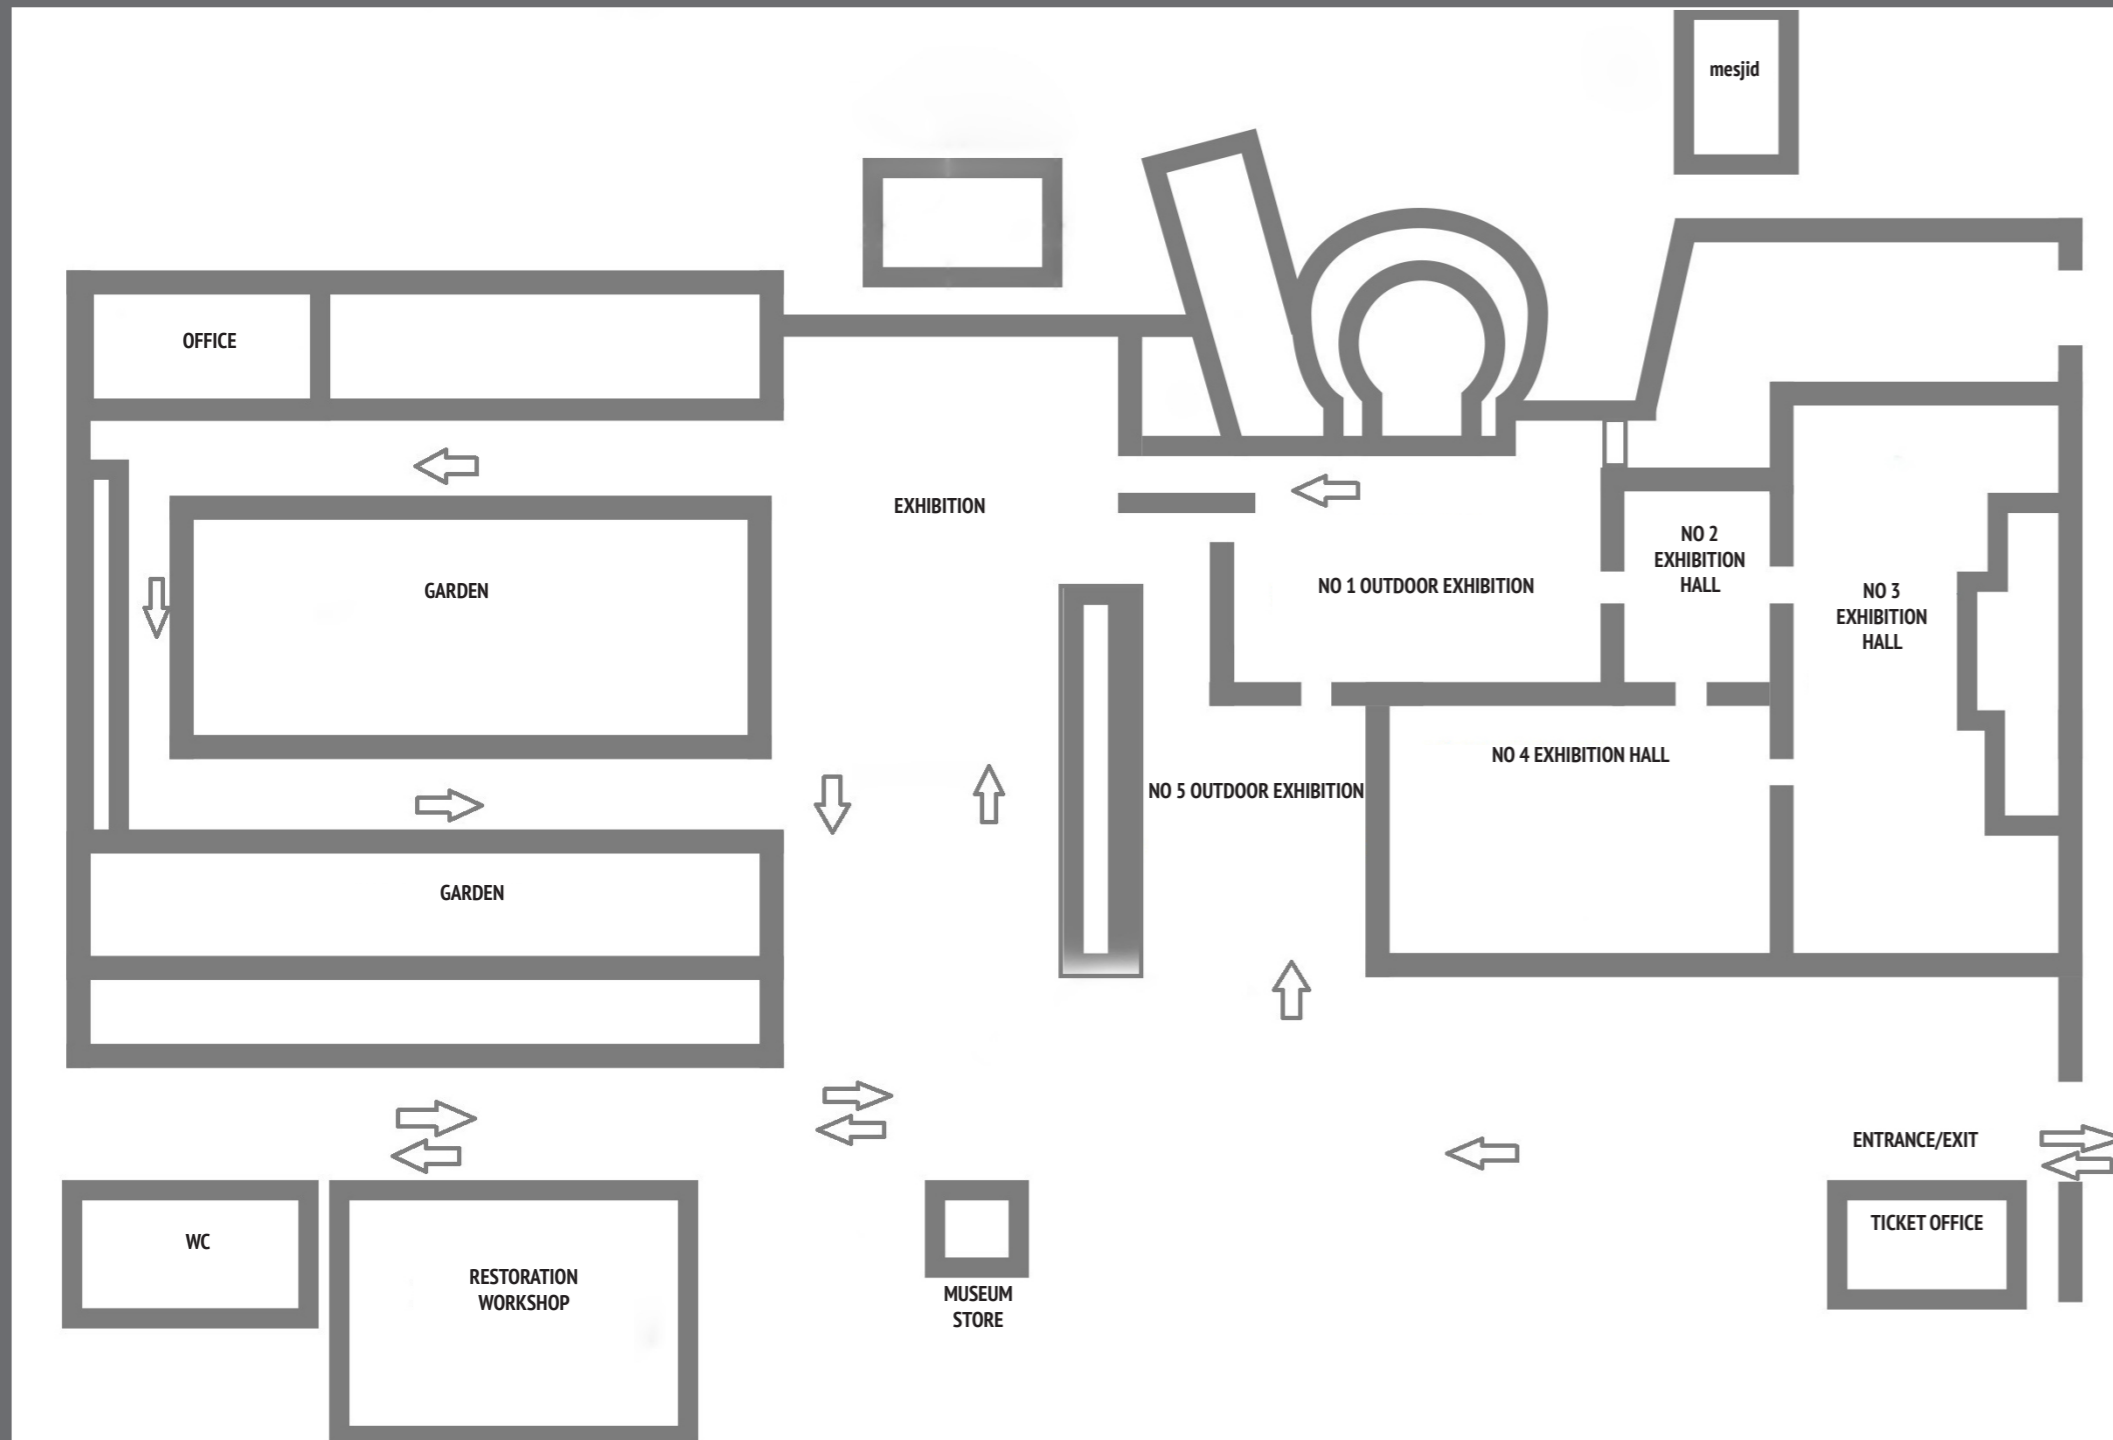 mesjid
OFFICE
EXHIBITION
GARDEN
NO 1 OUTDOOR EXHIBITION
NO 2
EXHIBITION
HALL
NO 3
EXHIBITION
HALL
NO 4 EXHIBITION HALL
NO 5 OUTDOOR EXHIBITION
GARDEN
ENTRANCE/EXIT
TICKET OFFICE
WC
RESTORATION
WORKSHOP
MUSEUM
STORE